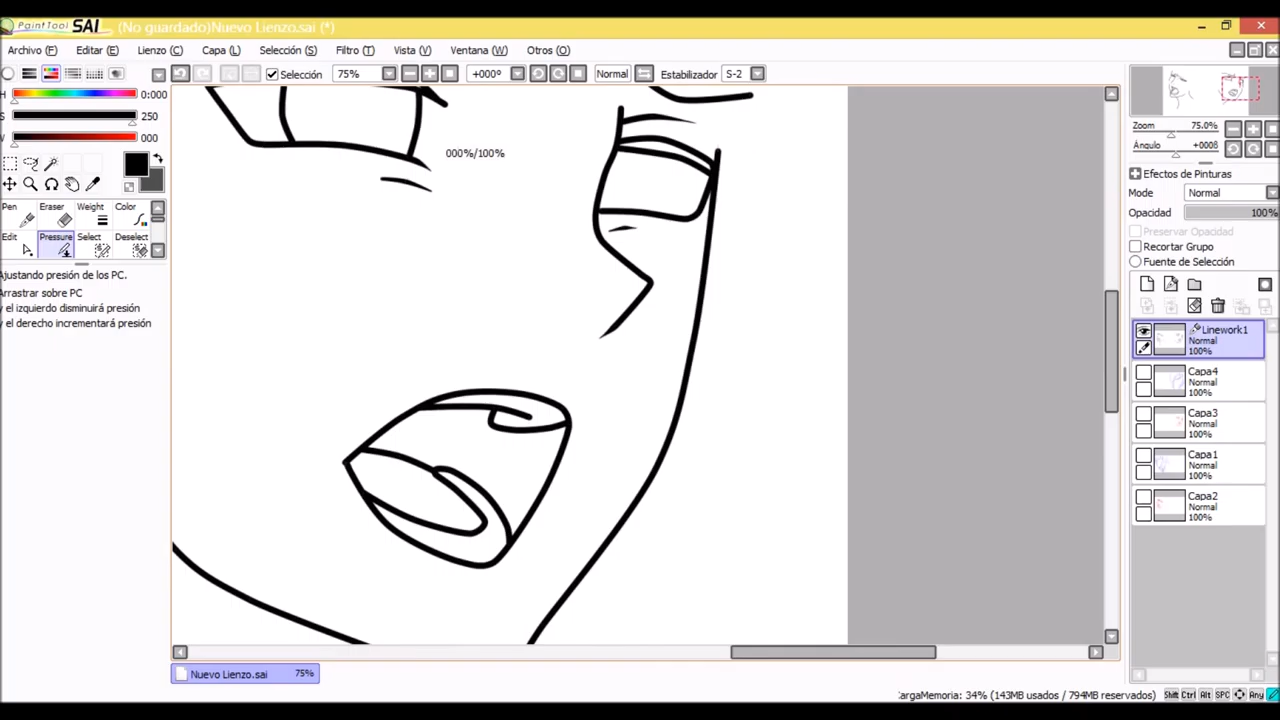 PaintTool SAI (No guardado)Nuevo Lienzo.sai (*)
Archivo (F) Editar (E) Lienzo (C) Capa (L) Selección (S) Filtro (T) Vista (V) Ventana (W) Otros (O)
Selección 75% +000º Normal Estabilizador S-2
H 0:000
S 250
V 000
Zoom 75.0%
Ángulo +000ß
Efectos de Pinturas
Modo Normal
Opacidad 100%
Preservar Opacidad
Recortar Grupo
Fuente de Selección
Pen Eraser Weight Color
Edit Pressure Select Deselect
Ajustando presión de los PC.
Arrastrar sobre PC
y el izquierdo disminuirá presión
y el derecho incrementará presión
000%/100%
Linework1
Normal
100%
Capa4
Normal
100%
Capa3
Normal
100%
Capa1
Normal
100%
Capa2
Normal
100%
Nuevo Lienzo.sai 75%
CargaMemoria: 34% (143MB usados / 794MB reservados) Shift Ctrl Alt SPC Any